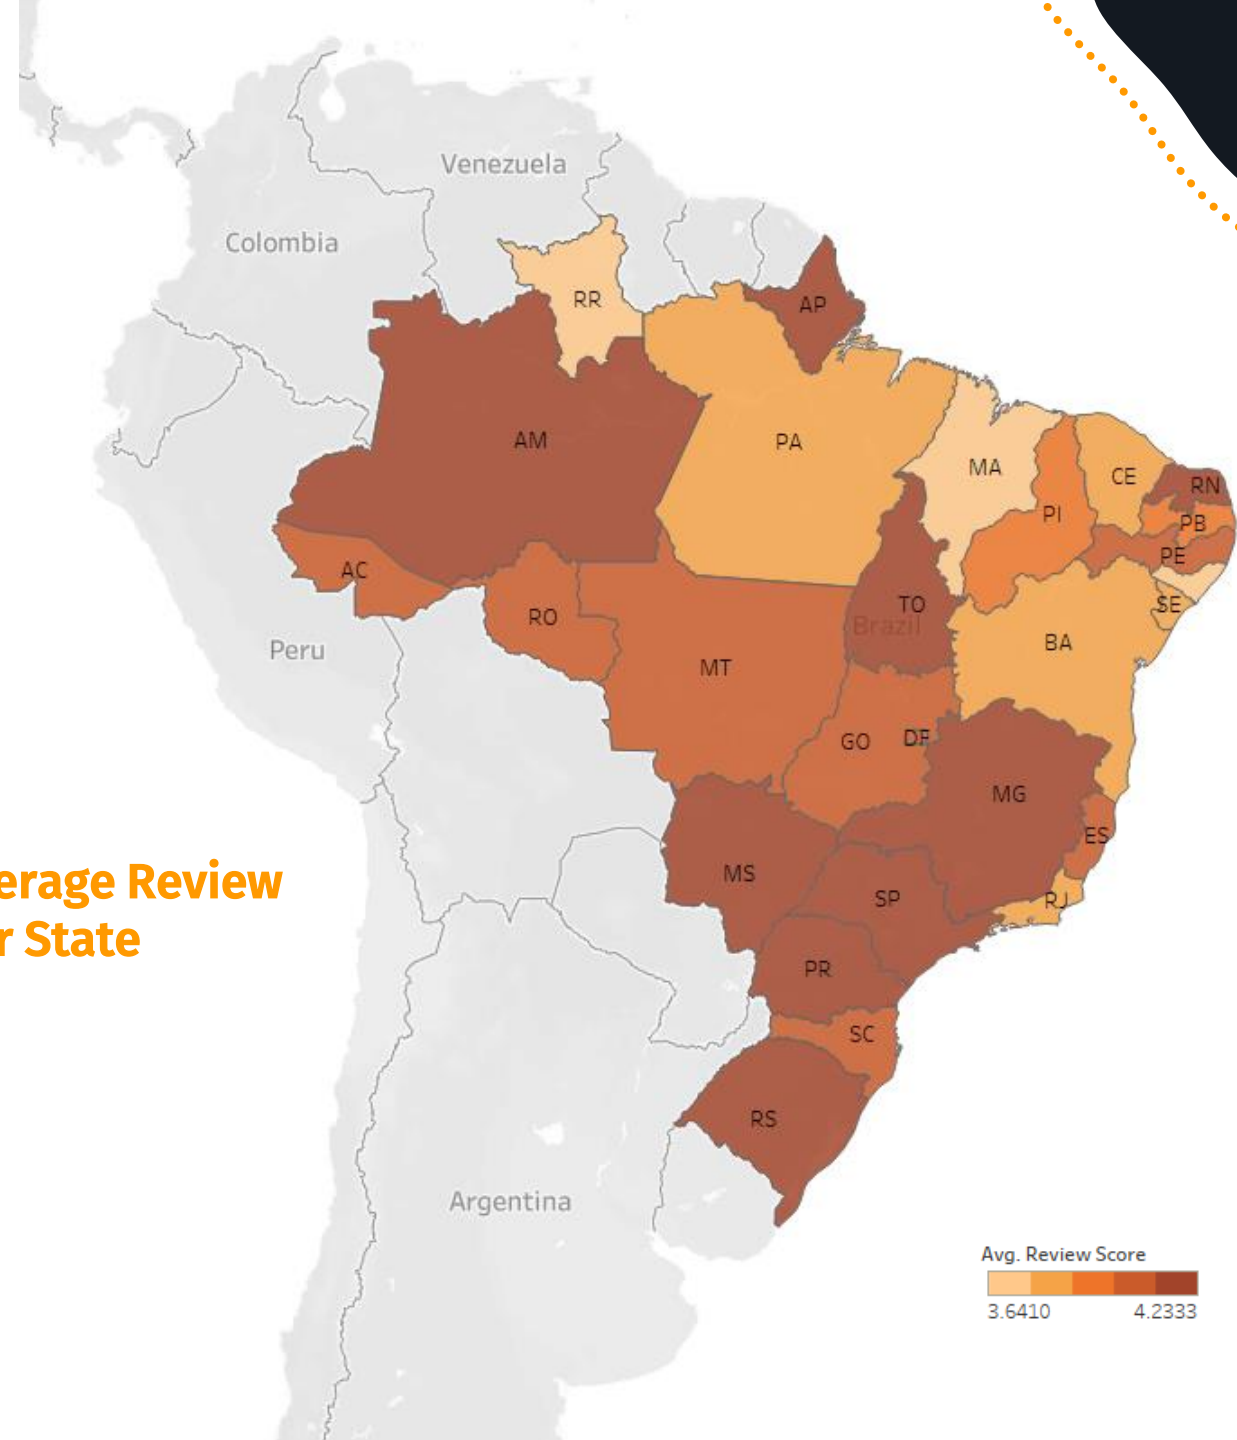 Venezuela
Colombia
RR
AP
AM
PA
MA
CE
RN
PI
PB
PE
AC
TO
SE
RO
Brazil
BA
Peru
MT
GO
DF
MG
ES
erage Review
MS
SP
RJ
r State
PR
SC
RS
Argentina
Avg. Review Score
3.6410
4.2333